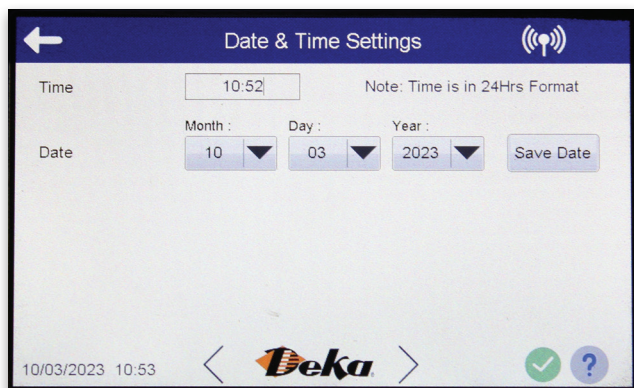 Date & Time Settings
Time 10:52 Note: Time is in 24Hrs Format
Month : Day : Year :
Date 10 03 2023 Save Date
10/03/2023 10:53 Deka ?